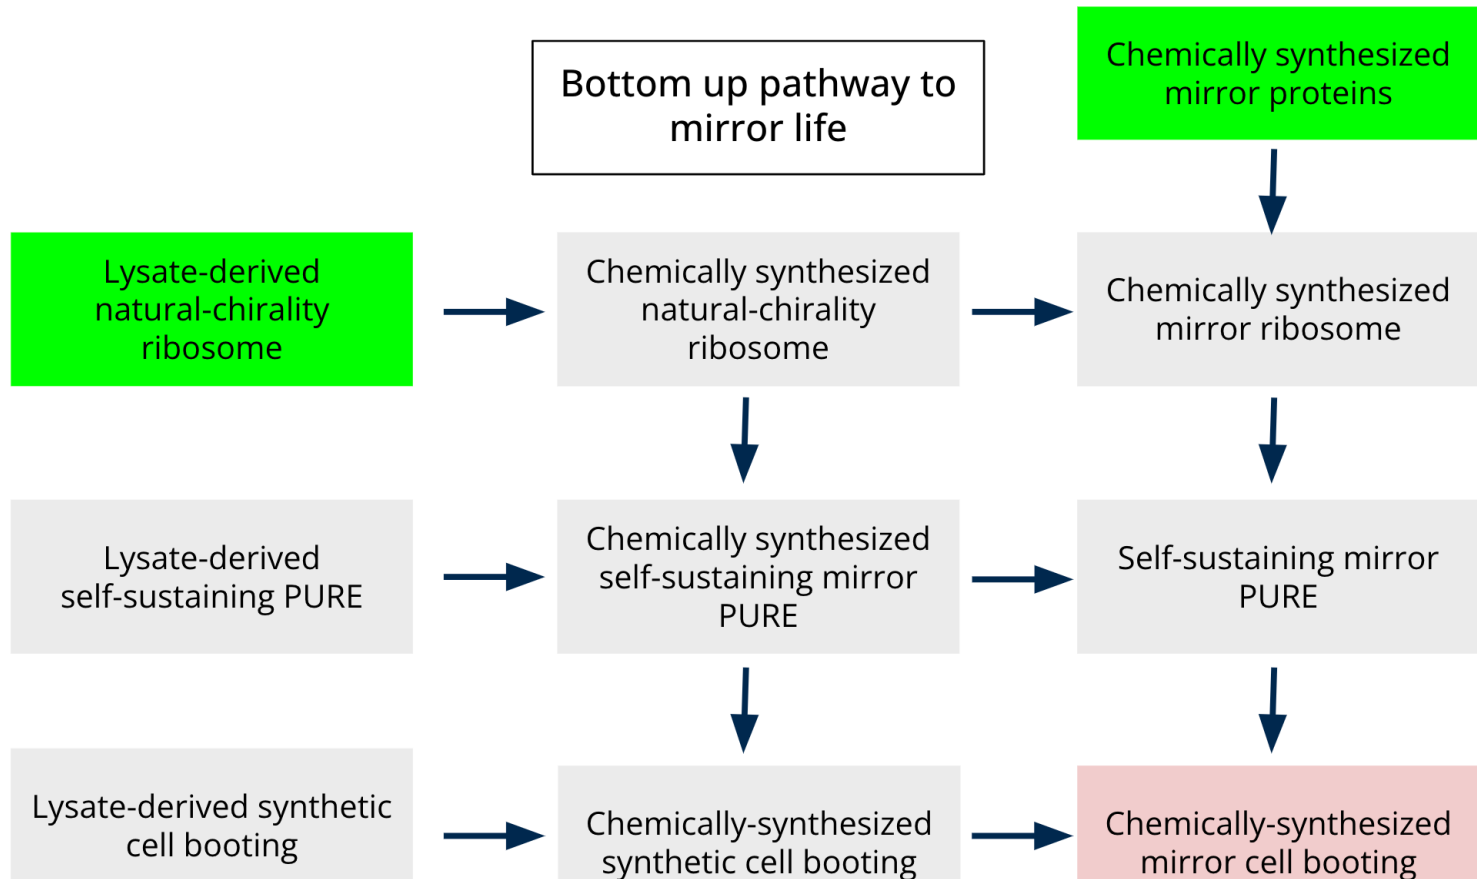 Bottom up pathway to
mirror life
Chemically synthesized
mirror proteins
Lysate-derived
natural-chirality
ribosome
Chemically synthesized
natural-chirality
ribosome
Chemically synthesized
mirror ribosome
Lysate-derived
self-sustaining PURE
Chemically synthesized
self-sustaining mirror
PURE
Self-sustaining mirror
PURE
Lysate-derived synthetic
cell booting
Chemically-synthesized
synthetic cell booting
Chemically-synthesized
mirror cell booting